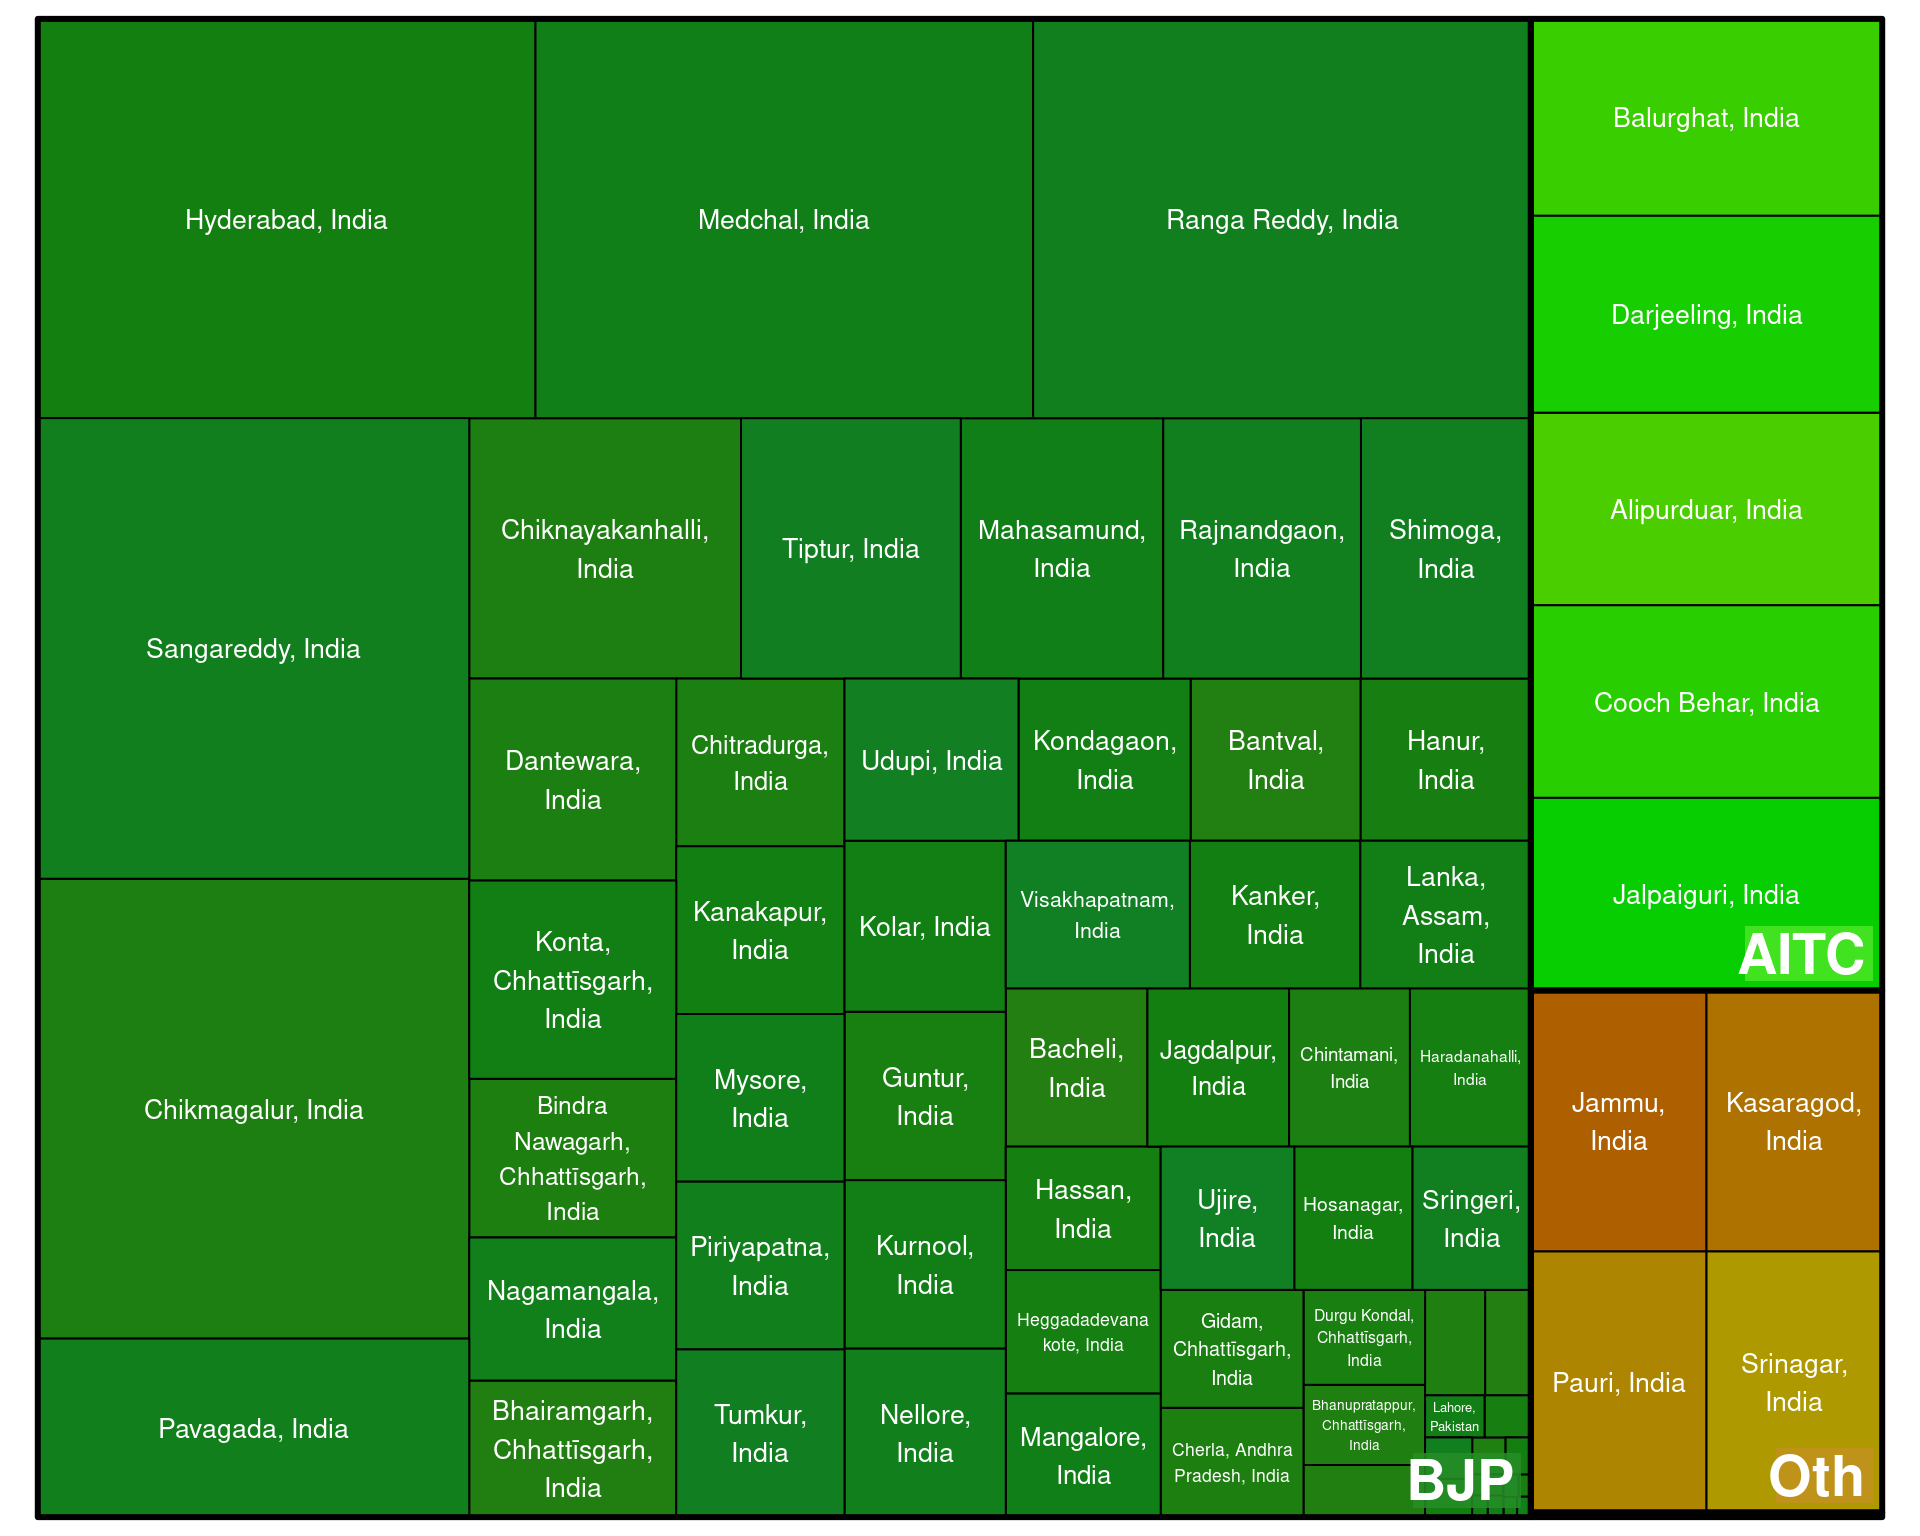 Hyderabad, India
Medchal, India
Ranga Reddy, India
Balurghat, India
Darjeeling, India
Alipurduar, India
Cooch Behar, India
Jalpaiguri, India
AITC
Sangareddy, India
Chiknayakanhalli,
India
Tiptur, India
Mahasamund,
India
Rajnandgaon,
India
Shimoga,
India
Dantewara,
India
Chitradurga,
India
Udupi, India
Kondagaon,
India
Bantval,
India
Hanur,
India
Kanakapur,
India
Kolar, India
Visakhapatnam,
India
Kanker,
India
Lanka,
Assam,
India
Chikmagalur, India
Konta,
Chhattīsgarh,
India
Mysore,
India
Guntur,
India
Bacheli,
India
Jagdalpur,
India
Chintamani,
India
Haradanahalli,
India
Jammu,
India
Kasaragod,
India
Bindra
Nawagarh,
Chhattīsgarh,
India
Piriyapatna,
India
Kurnool,
India
Hassan,
India
Ujire,
India
Hosanagar,
India
Sringeri,
India
Nagamangala,
India
Heggadadevana
kote, India
Gidam,
Chhattīsgarh,
India
Durgu Kondal,
Chhattīsgarh,
India
Pauri, India
Srinagar,
India
Pavagada, India
Bhairamgarh,
Chhattīsgarh,
India
Tumkur,
India
Nellore,
India
Mangalore,
India
Cherla, Andhra
Pradesh, India
Bhanupratappur,
Chhattīsgarh,
India
Lahore,
Pakistan
BJP
Oth